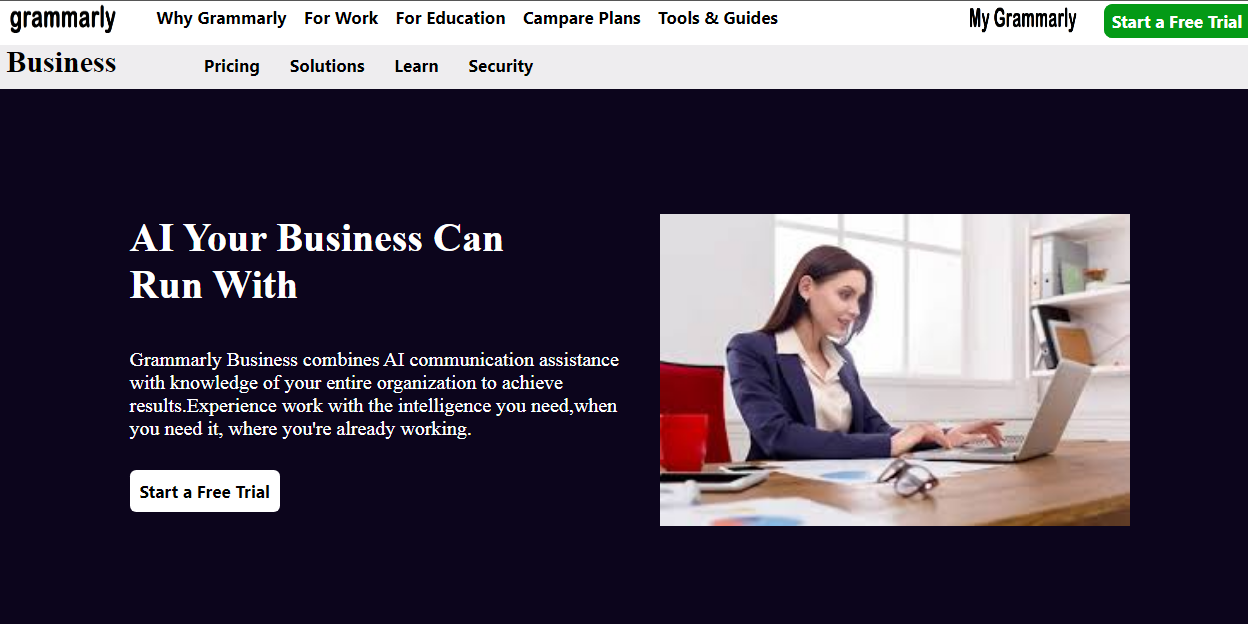 grammarly Why Grammarly For Work For Education Campare Plans Tools & Guides My Grammarly Start a Free Trial
Business Pricing Solutions Learn Security
AI Your Business Can
Run With
Grammarly Business combines AI communication assistance
with knowledge of your entire organization to achieve
results.Experience work with the intelligence you need,when
you need it, where you're already working.
Start a Free Trial